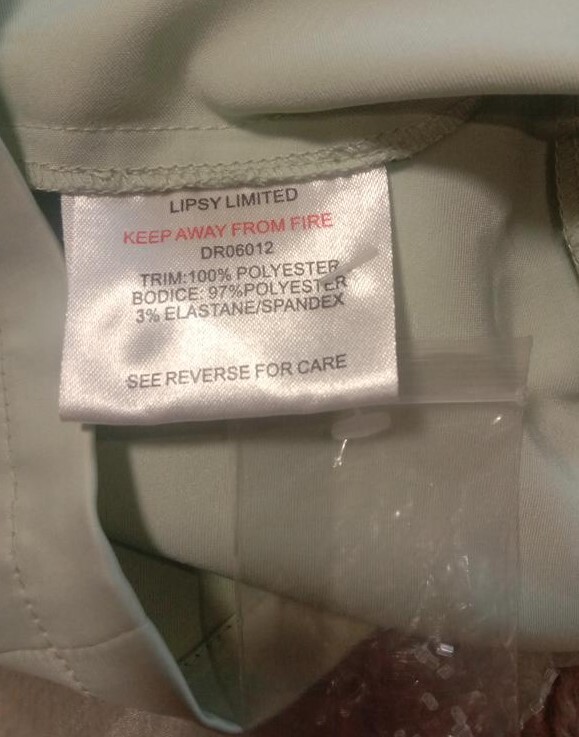 LIPSY LIMITED
KEEP AWAY FROM FIRE
DR06012
TRIM:100% POLYESTER
BODICE: 97%POLYESTER
3% ELASTANE/SPANDEX
SEE REVERSE FOR CARE